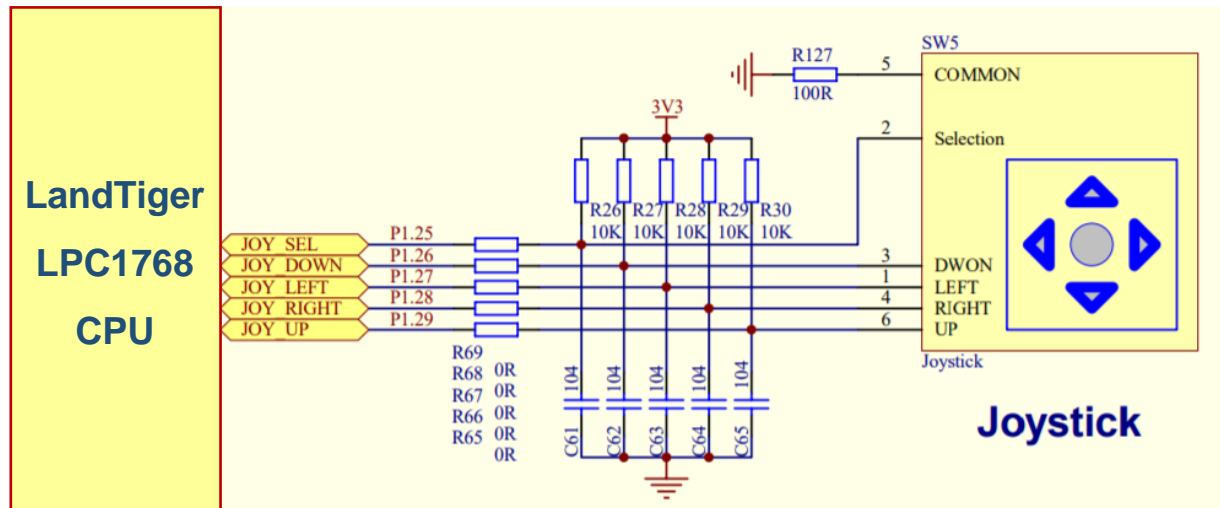 LandTiger
LPC1768
CPU
JOY_SEL
JOY_DOWN
JOY_LEFT
JOY_RIGHT
JOY_UP
P1.25
P1.26
P1.27
P1.28
P1.29
R69
R68 0R
R67 0R
R66 0R
R65 0R
0R
3V3
R26 R27 R28 R29 R30
10K 10K 10K 10K 10K
104 104 104 104 104
C61 C62 C63 C64 C65
R127
100R
SW5
5 COMMON
2 Selection
3 DWON
1 LEFT
4 RIGHT
6 UP
Joystick
Joystick